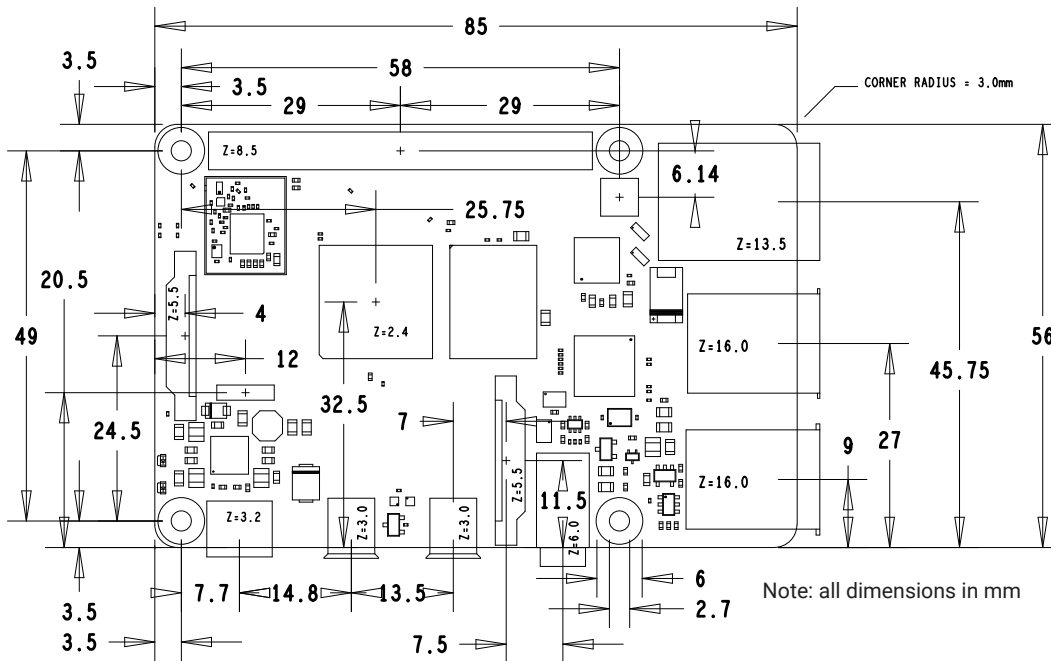 85
3.5
58
3.5
CORNER RADIUS = 3.0mm
29
29
Z=8.5
6.14
25.75
Z=13.5
20.5
Z=5.5
4
49
Z=2.4
56
12
Z=16.0
45.75
32.5
7
24.5
27
9
Z=5.5
Z=16.0
11.5
Z=3.2
Z=3.0
Z=3.0
Z=6.0
7.7
14.8
13.5
6
Note: all dimensions in mm
3.5
2.7
3.5
7.5